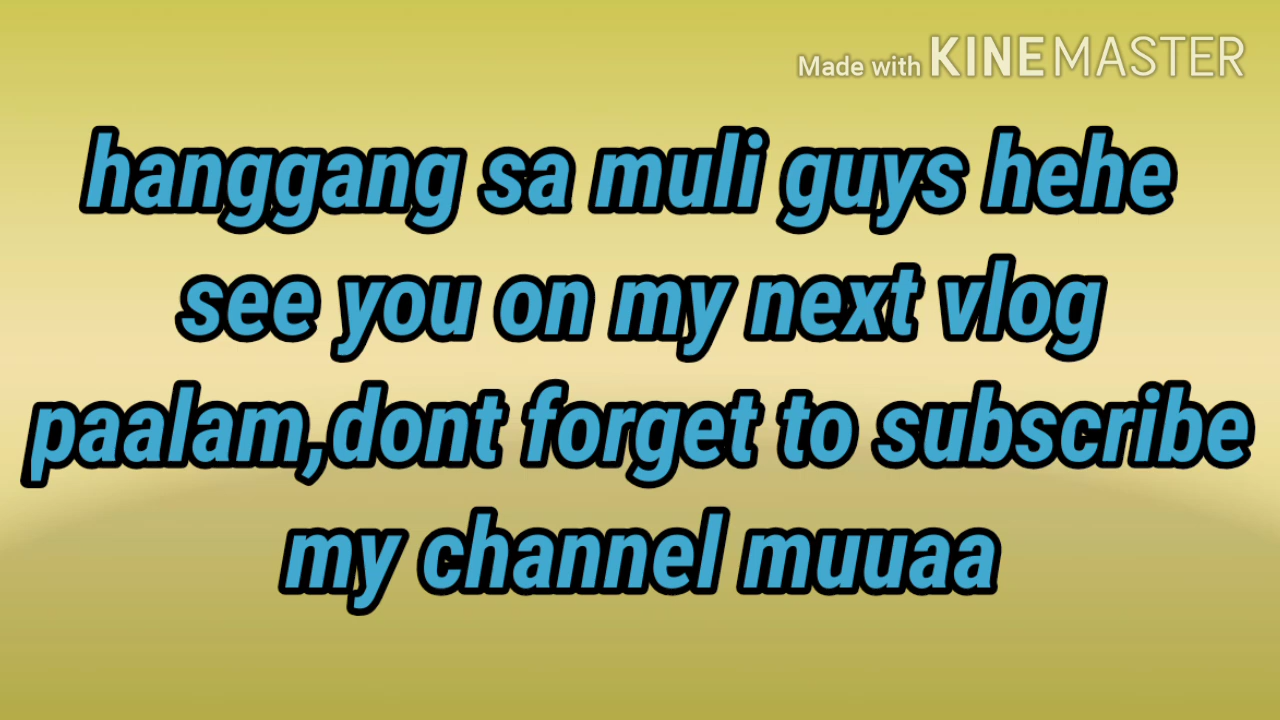 Made with KINEMASTER
hanggang sa muli guys hehe
see you on my next vlog
paalam,dont forget to subscribe
my channel muuaa